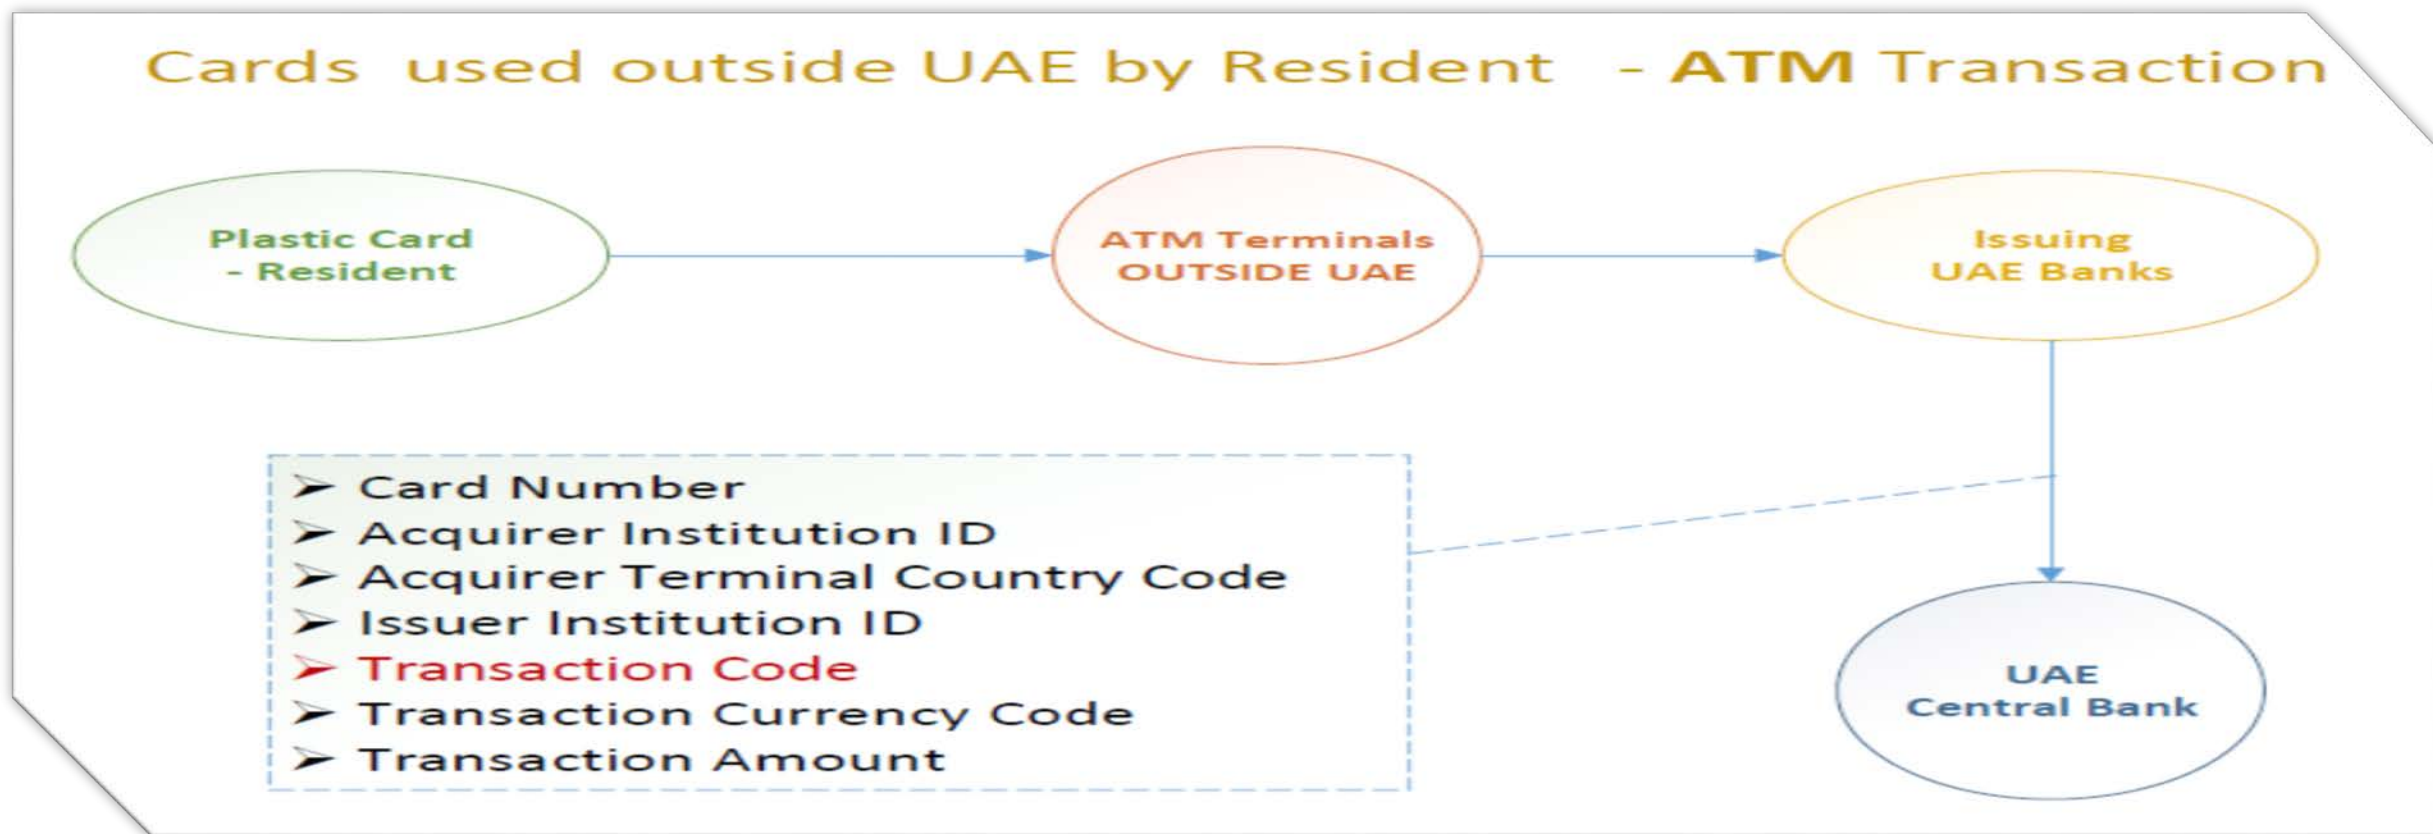 Cards used outside UAE by Resident - ATM Transaction
Plastic Card
- Resident
ATM Terminals
OUTSIDE UAE
Issuing
UAE Banks
➢ Card Number
➢ Acquirer Institution ID
➢ Acquirer Terminal Country Code
➢ Issuer Institution ID
➢ Transaction Code
➢ Transaction Currency Code
➢ Transaction Amount
UAE
Central Bank